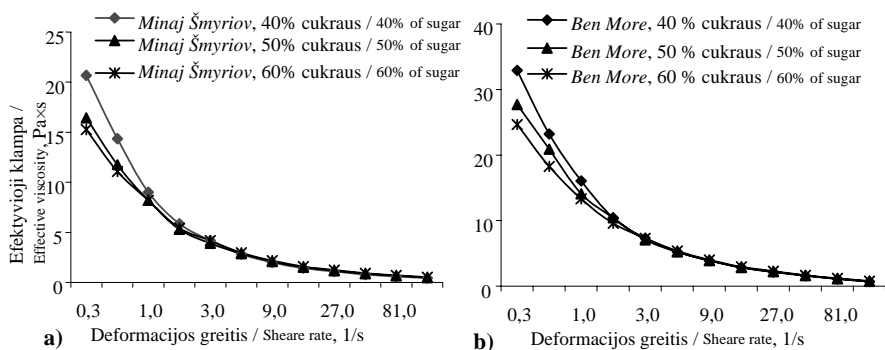 Minaj Šmyriov, 40% cukraus / 40% of sugar
Minaj Šmyriov, 50% cukraus / 50% of sugar
Minaj Šmyriov, 60% cukraus / 60% of sugar
Efektyvioji klampa /
Effective viscosity, Pa×s
25
20
15
10
5
0
0,3 1,0 3,0 9,0 27,0 81,0
a) Deformacijos greitis / Sheare rate, 1/s
Ben More, 40 % cukraus / 40% of sugar
Ben More, 50 % cukraus / 50% of sugar
Ben More, 60 % cukraus / 60% of sugar
40
30
20
10
0
0,3 1,0 3,0 9,0 27,0 81,0
b) Deformacijos greitis / Sheare rate, 1/s